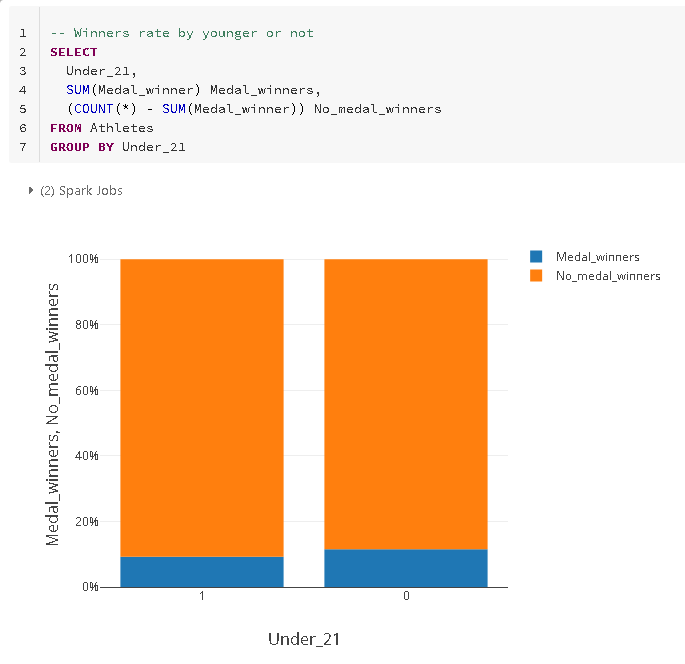 1 -- Winners rate by younger or not
2 SELECT
3 Under_21,
4 SUM(Medal_winner) Medal_winners,
5 (COUNT(*) - SUM(Medal_winner)) No_medal_winners
6 FROM Athletes
7 GROUP BY Under_21
(2) Spark Jobs
Medal_winners, No_medal_winners
100%
80%
60%
40%
20%
0%
1 0
Under_21
Medal_winners
No_medal_winners